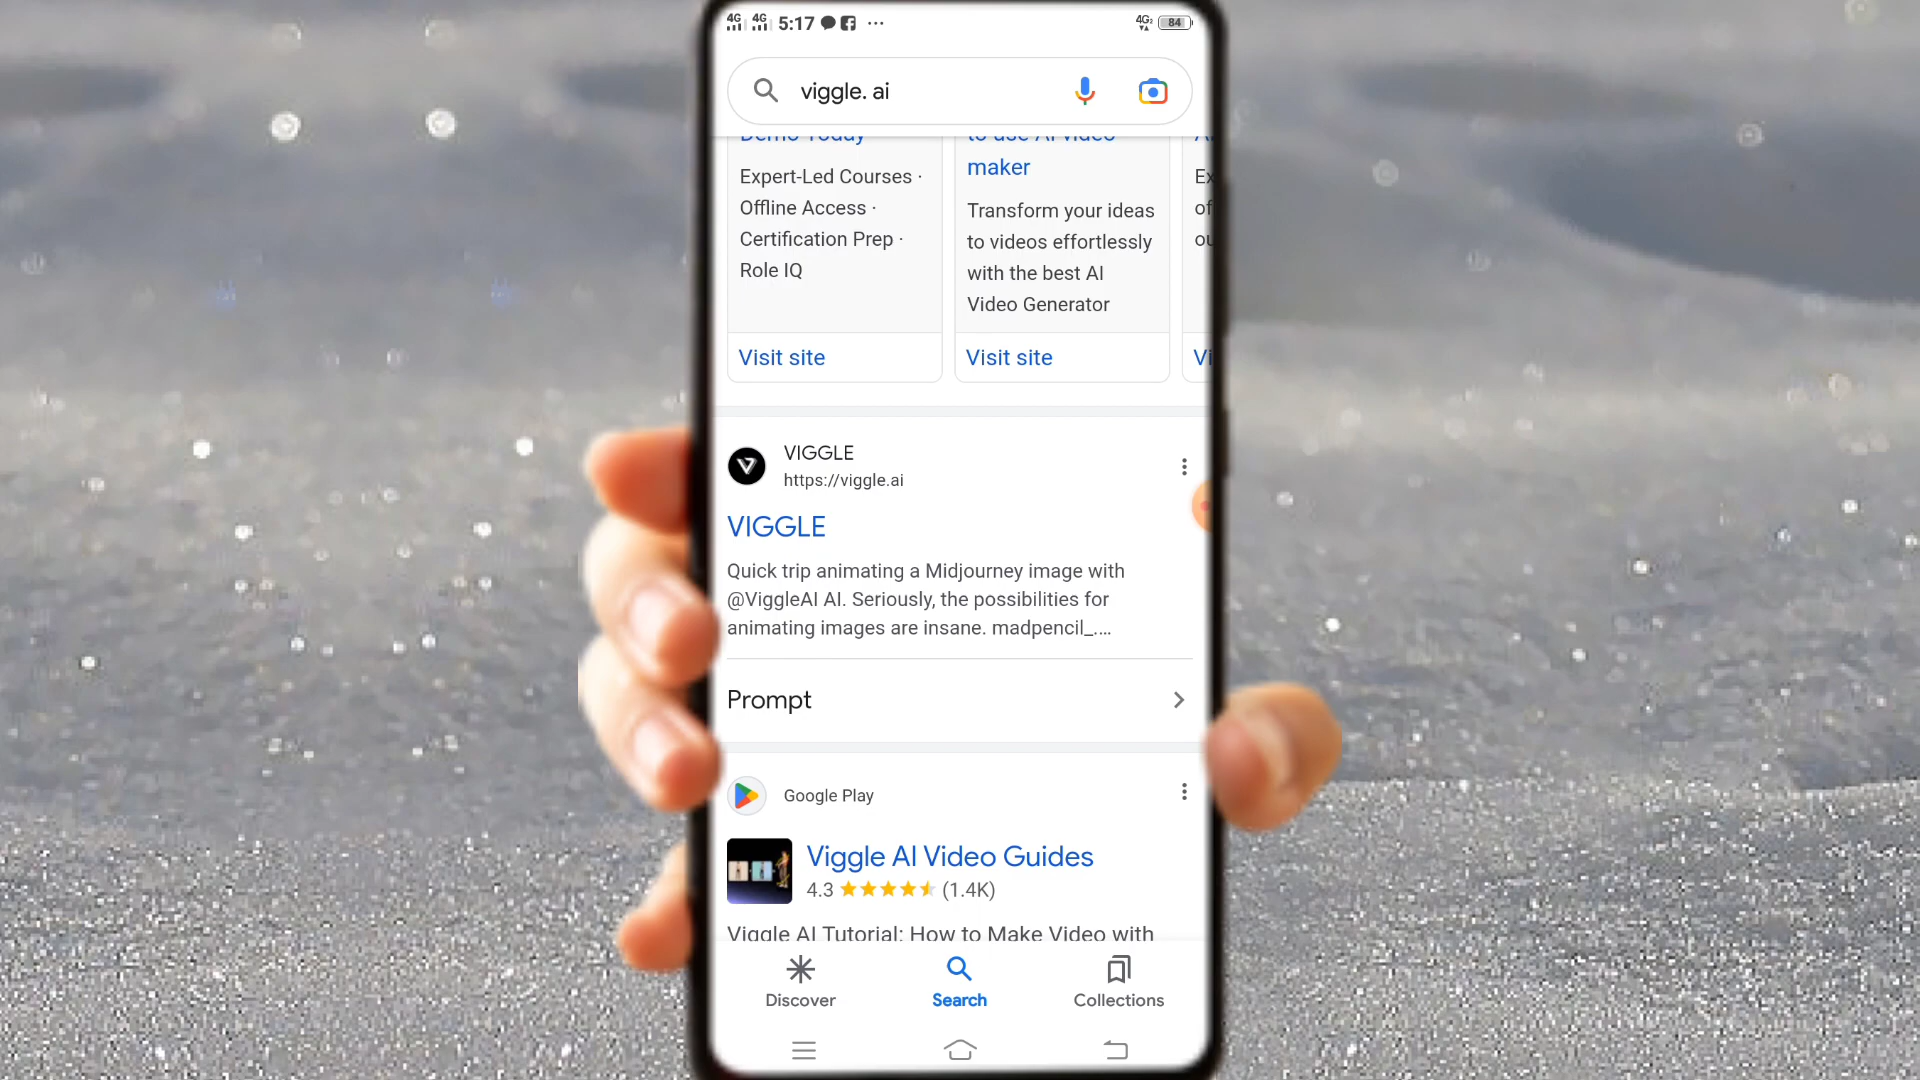 4G 4G 5:17 ... 4G 84
viggle. ai
Demo Today
Expert-Led Courses ·
Offline Access ·
Certification Prep ·
Role IQ
Visit site
to use AI video
maker
Transform your ideas
to videos effortlessly
with the best AI
Video Generator
Visit site
VIGGLE
https://viggle.ai
VIGGLE
Quick trip animating a Midjourney image with
@ViggleAI AI. Seriously, the possibilities for
animating images are insane. madpencil_....
Prompt
Google Play
Viggle AI Video Guides
4.3 (1.4K)
Viggle AI Tutorial: How to Make Video with
Discover Search Collections